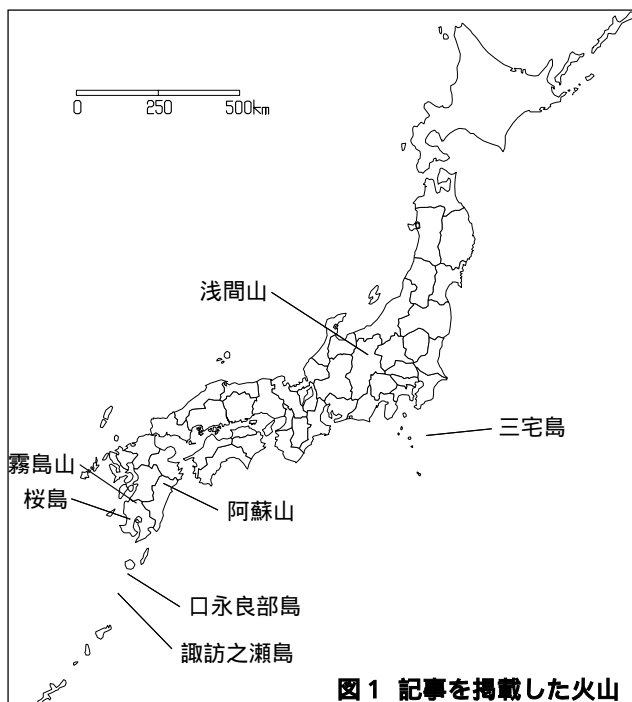 0 250 500km
浅間山
三宅島
霧島山
桜島
阿蘇山
口永良部島
諏訪之瀬島
図1 記事を掲載した火山